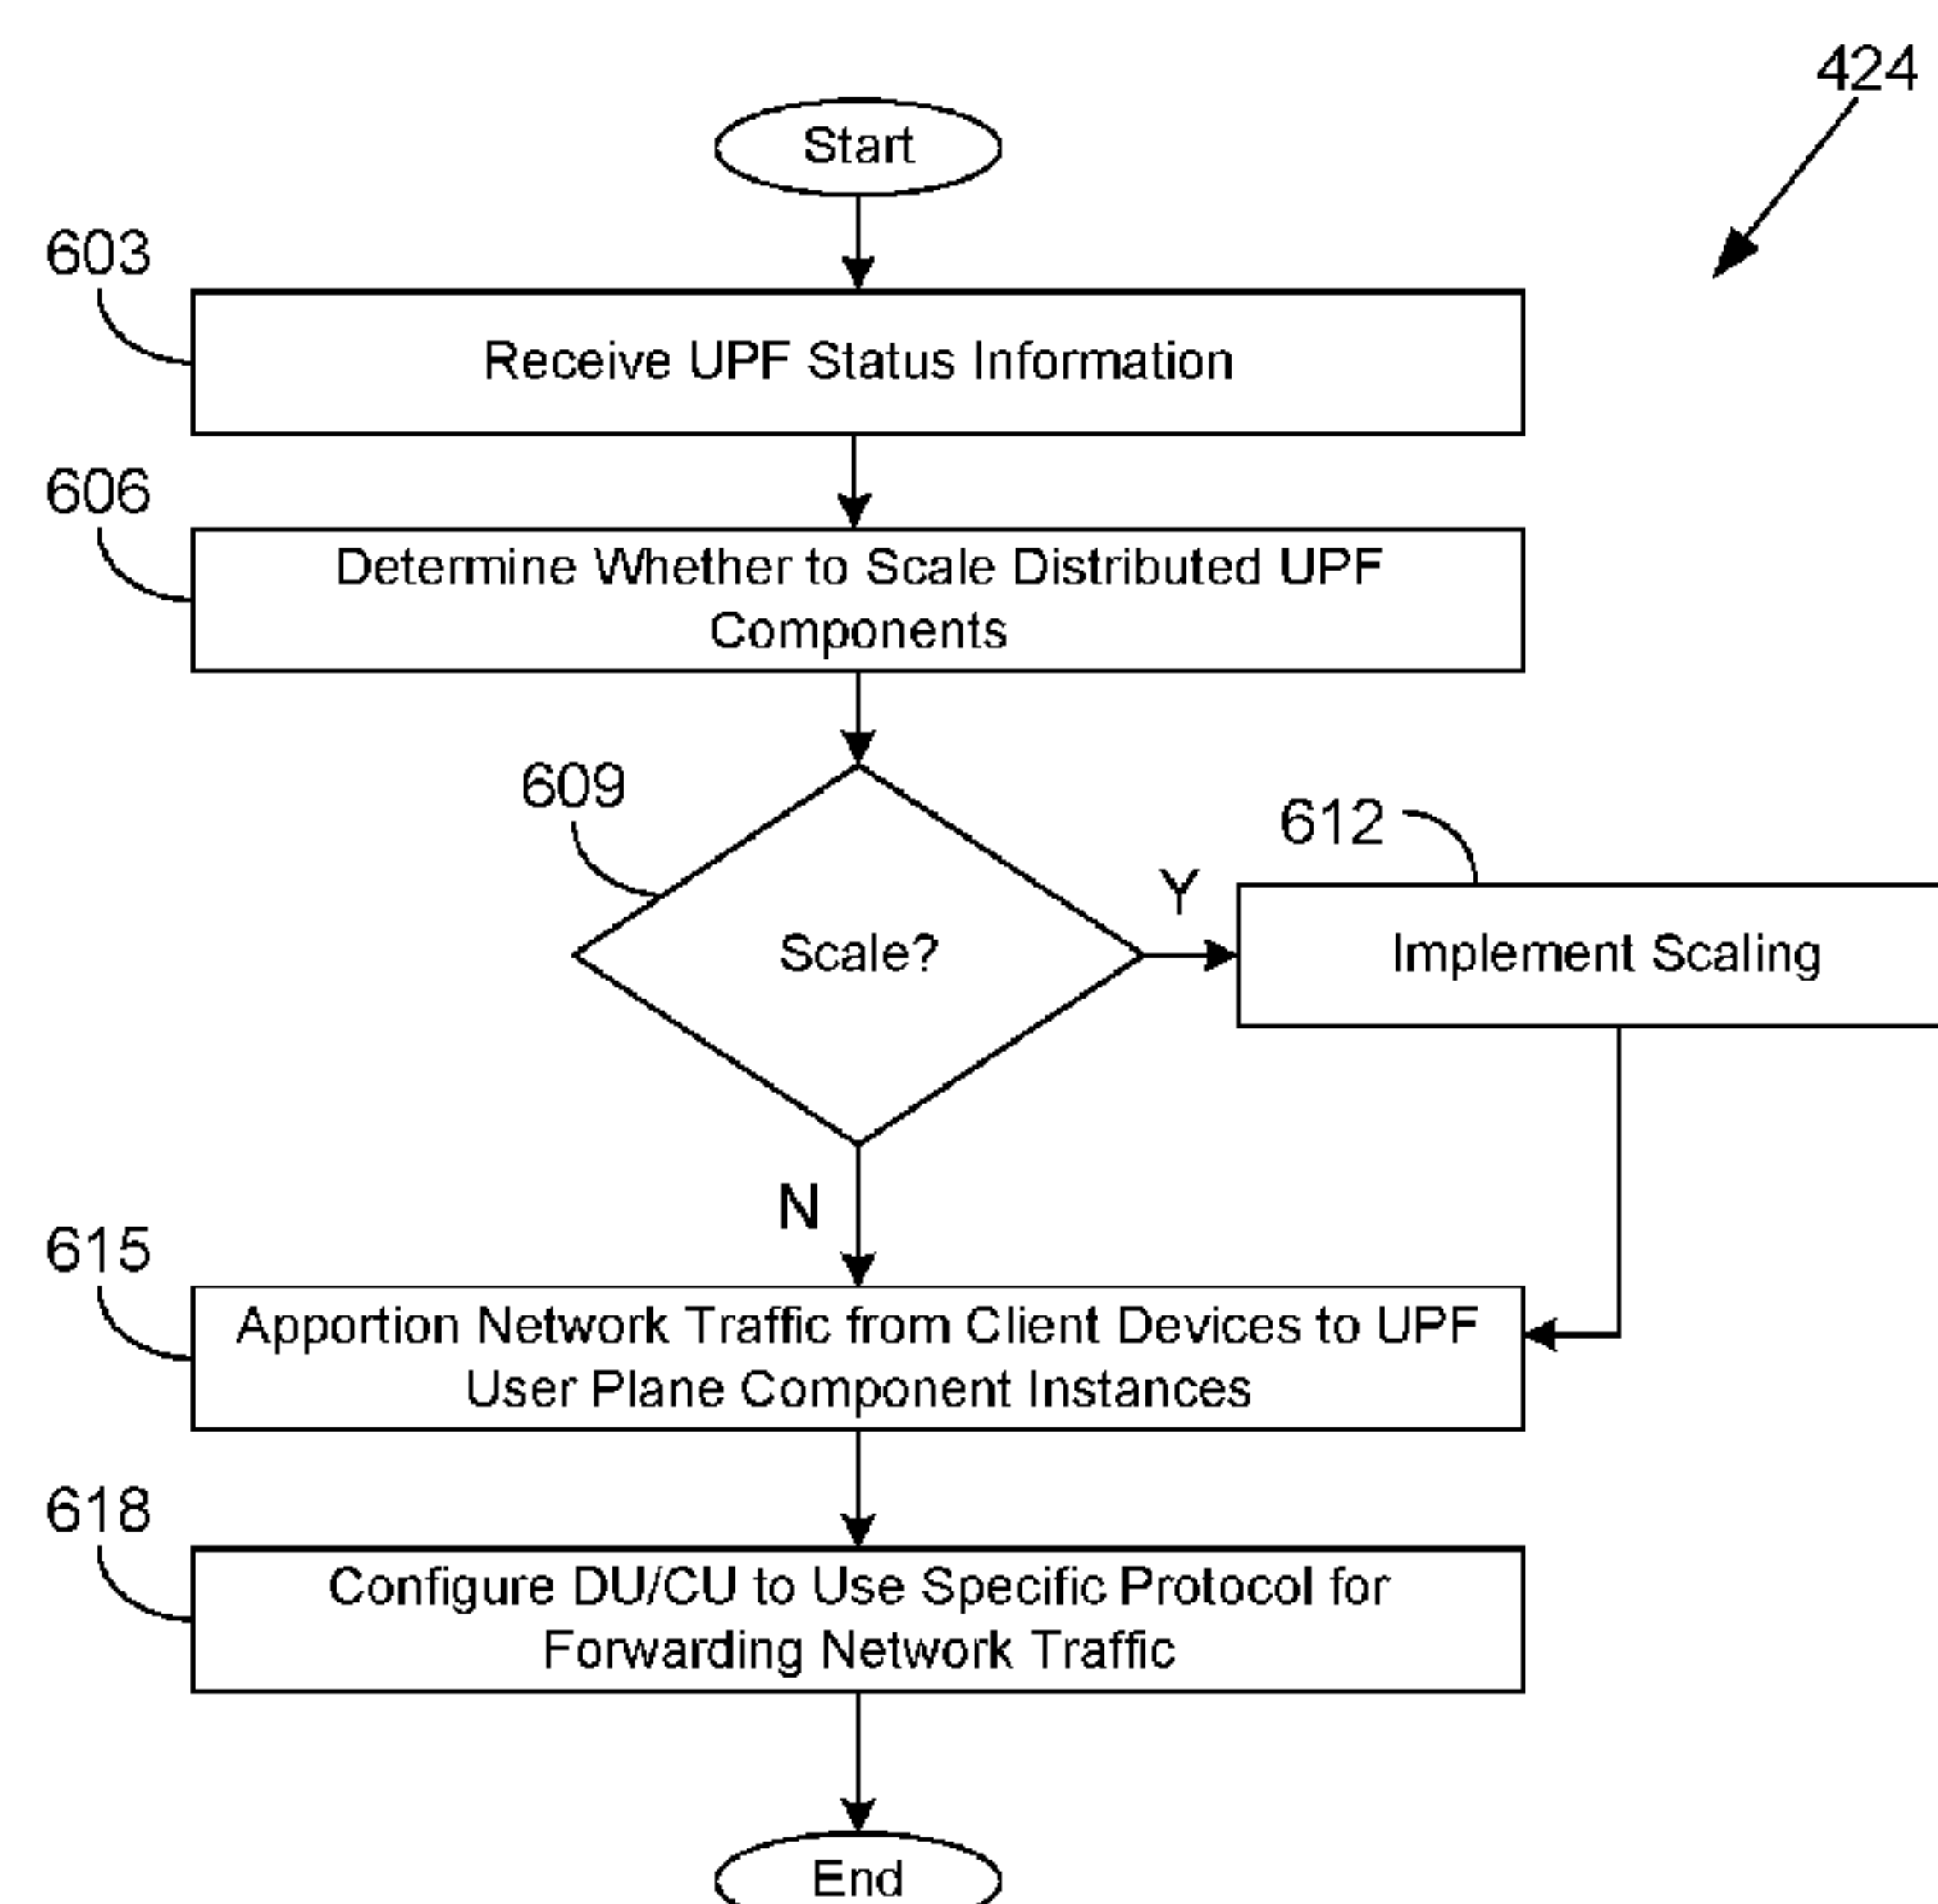 424
Start
603
Receive UPF Status Information
606
Determine Whether to Scale Distributed UPF
Components
609
Scale?
Y
612
Implement Scaling
N
615
Apportion Network Traffic from Client Devices to UPF
User Plane Component Instances
618
Configure DU/CU to Use Specific Protocol for
Forwarding Network Traffic
End